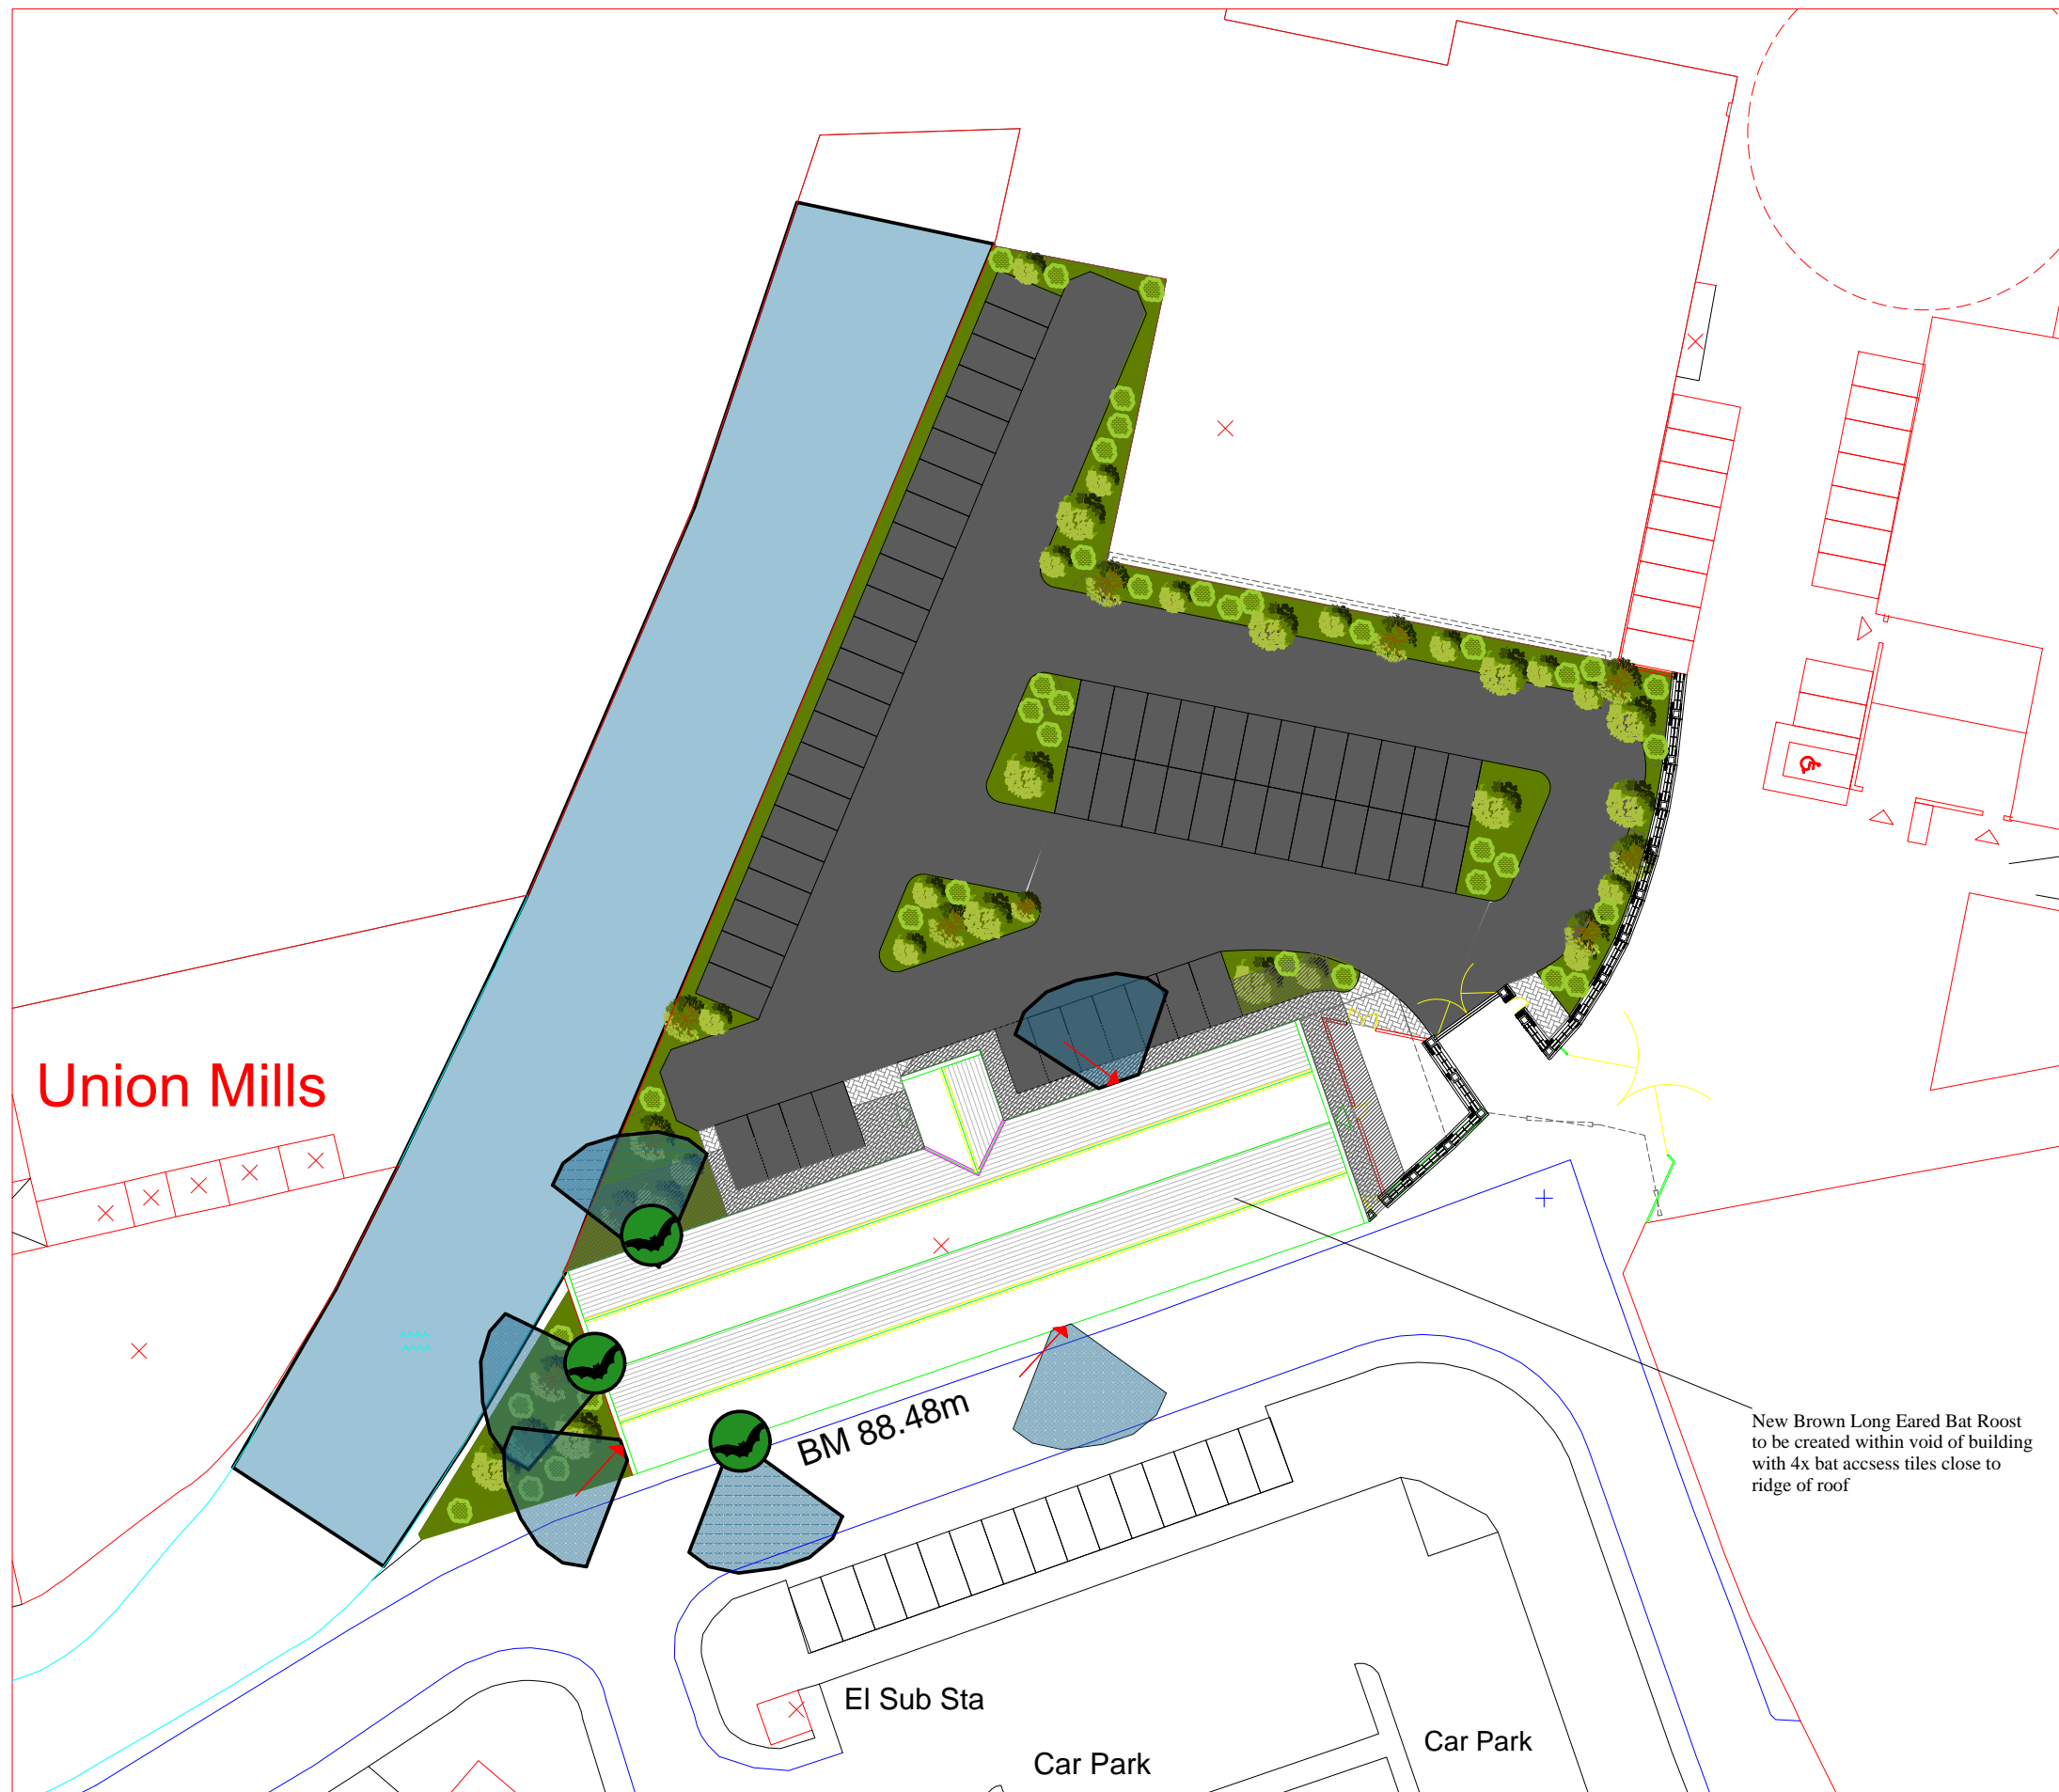 Union Mills
BM 88.48m
New Brown Long Eared Bat Roost
to be created within void of building
with 4x bat accsess tiles close to
ridge of roof
El Sub Sta
Car Park
Car Park